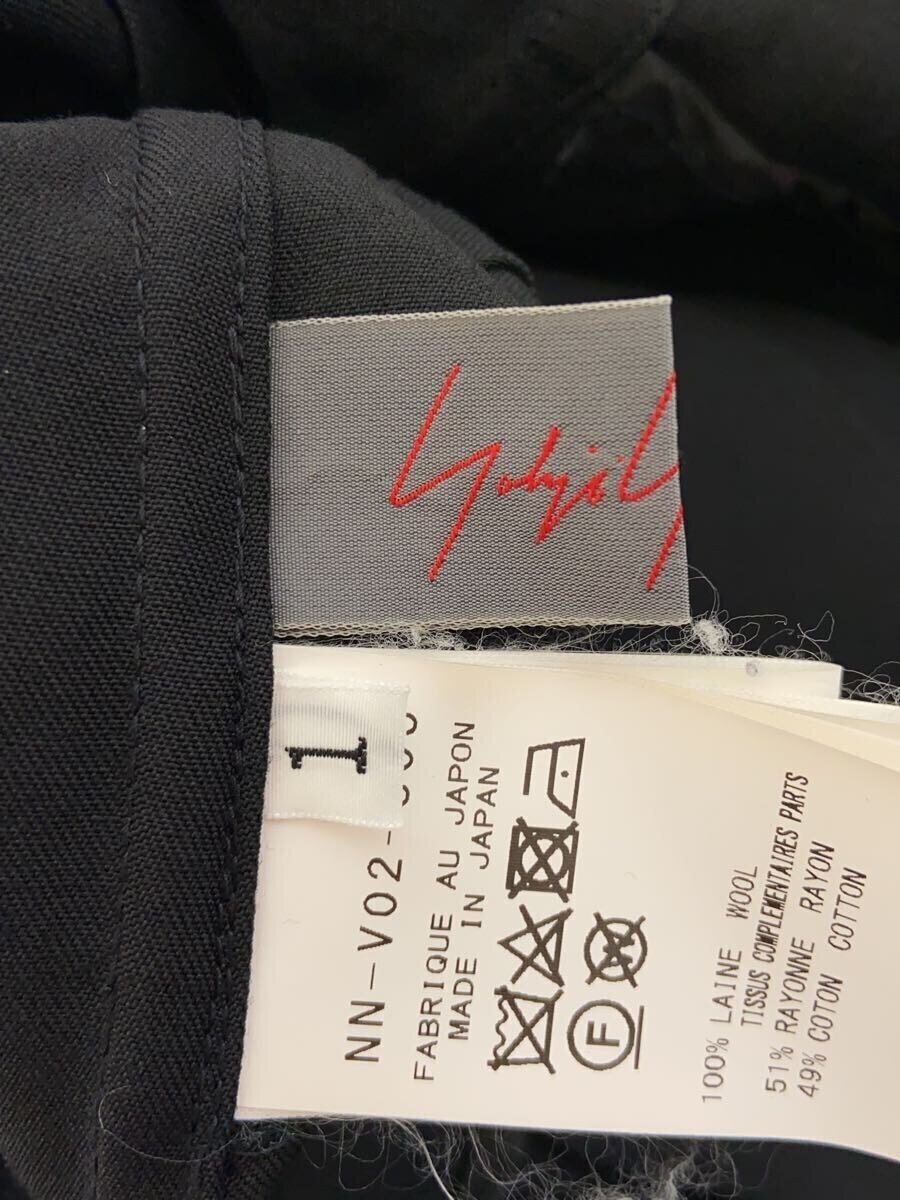 Yohji Y
1
NN-V02-
FABRIQUE AU JAPON
MADE IN JAPAN
F
100% LAINE WOOL
TISSUS COMPLEMENTAIRES PARTS
51% RAYONNE RAYON
49% COTON COTTON